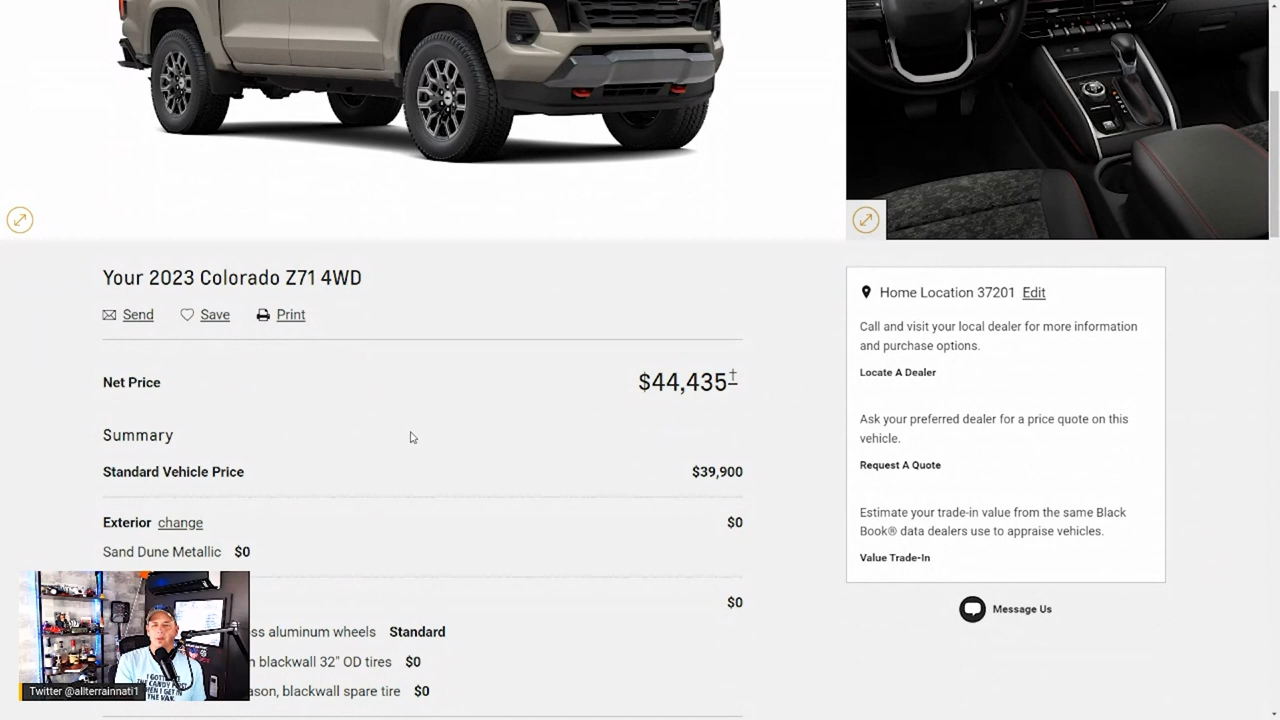 Your 2023 Colorado Z71 4WD
Send Save Print
Net Price $44,435†
Summary
Standard Vehicle Price $39,900
Exterior change $0
Sand Dune Metallic $0
$0
ss aluminum wheels Standard
blackwall 32" OD tires $0
ason, blackwall spare tire $0
Twitter @allterrainnati1
Home Location 37201 Edit
Call and visit your local dealer for more information
and purchase options.
Locate A Dealer
Ask your preferred dealer for a price quote on this
vehicle.
Request A Quote
Estimate your trade-in value from the same Black
Book® data dealers use to appraise vehicles.
Value Trade-In
Message Us